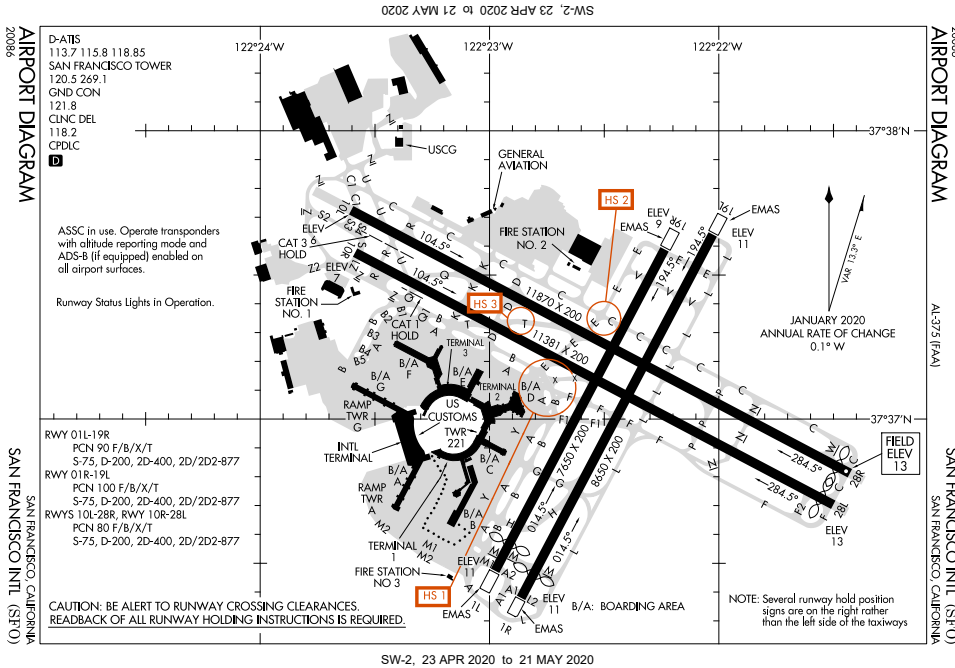 SW-2, 23 APR 2020 to 21 MAY 2020
20086
AIRPORT DIAGRAM
SAN FRANCISCO INTL (SFO)
SAN FRANCISCO, CALIFORNIA
20086
AIRPORT DIAGRAM
AL-375 (FAA)
SAN FRANCISCO INTL (SFO)
SAN FRANCISCO, CALIFORNIA
D-ATIS
113.7 115.8 118.85
SAN FRANCISCO TOWER
120.5 269.1
GND CON
121.8
CLNC DEL
118.2
CPDLC
D
122°24'W
122°23'W
122°22'W
37°38'N
37°37'N
ASSC in use. Operate transponders
with altitude reporting mode and
ADS-B (if equipped) enabled on
all airport surfaces.
Runway Status Lights in Operation.
USCG
GENERAL
AVIATION
FIRE STATION
NO. 2
HS 2
EMAS
ELEV
9
19R
19L
EMAS
ELEV
11
194.5°
194.5°
VAR 13.3° E
JANUARY 2020
ANNUAL RATE OF CHANGE
0.1° W
10L
ELEV
6
CAT 3
HOLD
104.5°
10R
ELEV
7
104.5°
FIRE
STATION
NO. 1
CAT 1
HOLD
HS 3
11870 X 200
11381 X 200
TERMINAL
3
B/A
F
B/A
E
B/A
G
TERMINAL
2
B/A
D
RAMP
TWR
G
US
CUSTOMS
TWR
221
INTL
TERMINAL
B/A
C
B/A
A
B/A
B
RAMP
TWR
A
TERMINAL
1
FIRE STATION
NO 3
HS 1
7650 X 200
8650 X 200
014.5°
014.5°
ELEV
11
1L
EMAS
ELEV
11
1R
EMAS
B/A: BOARDING AREA
284.5°
28R
284.5°
28L
ELEV
13
FIELD
ELEV
13
RWY 01L-19R
PCN 90 F/B/X/T
S-75, D-200, 2D-400, 2D/2D2-877
RWY 01R-19L
PCN 100 F/B/X/T
S-75, D-200, 2D-400, 2D/2D2-877
RWYS 10L-28R, RWY 10R-28L
PCN 80 F/B/X/T
S-75, D-200, 2D-400, 2D/2D2-877
CAUTION: BE ALERT TO RUNWAY CROSSING CLEARANCES.
READBACK OF ALL RUNWAY HOLDING INSTRUCTIONS IS REQUIRED.
NOTE: Several runway hold position
signs are on the right rather
than the left side of the taxiways
SW-2, 23 APR 2020 to 21 MAY 2020